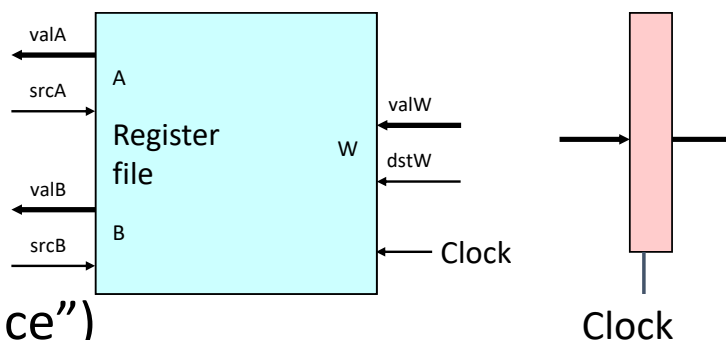 valA
A
srcA
Register
file
valB
B
srcB
valW
W
dstW
Clock
ce”)
Clock